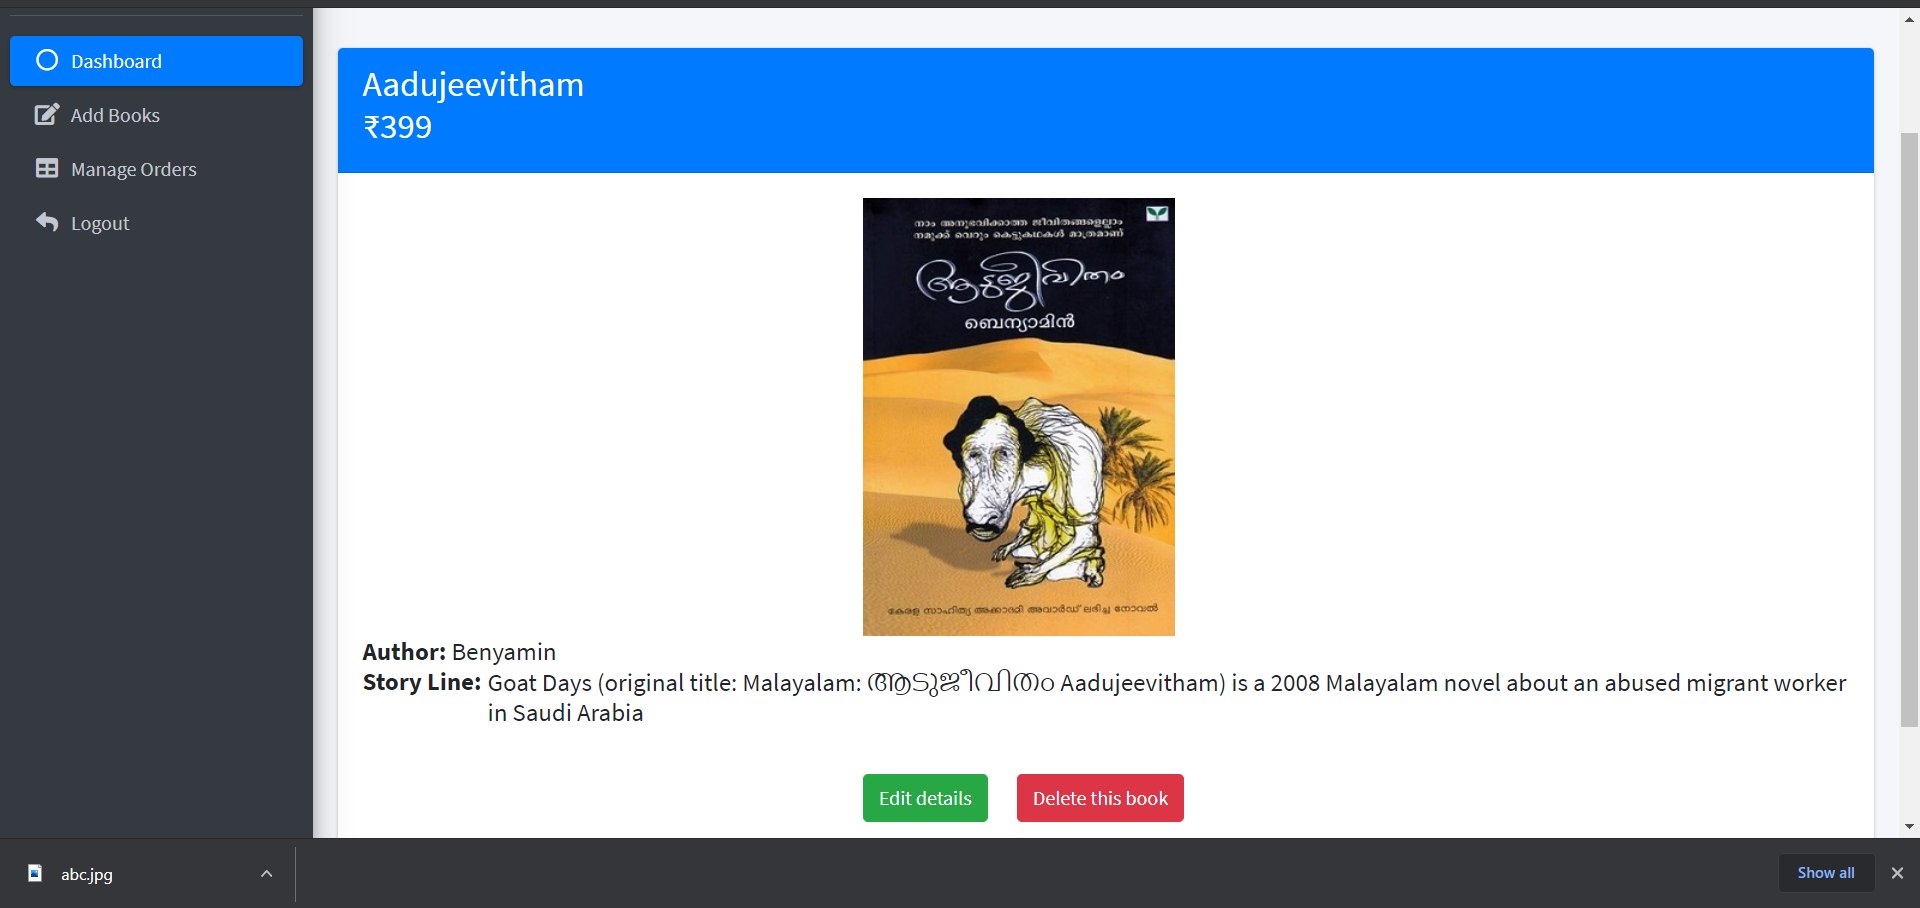 Dashboard
Add Books
Manage Orders
Logout
Aadujeevitham
₹399
നാം അനുഭവിക്കാത്ത ജീവിതങ്ങളെല്ലാം
നമുക്ക് വെറും കെട്ടുകഥകൾ മാത്രമാണ്
ആടുജീവിതം
ബെന്യാമിൻ
കേരള സാഹിത്യ അക്കാദമി അവാർഡ് ലഭിച്ച നോവൽ
Author: Benyamin
Story Line: Goat Days (original title: Malayalam: ആടുജീവിതം Aadujeevitham) is a 2008 Malayalam novel about an abused migrant worker
in Saudi Arabia
Edit details
Delete this book
abc.jpg
Show all